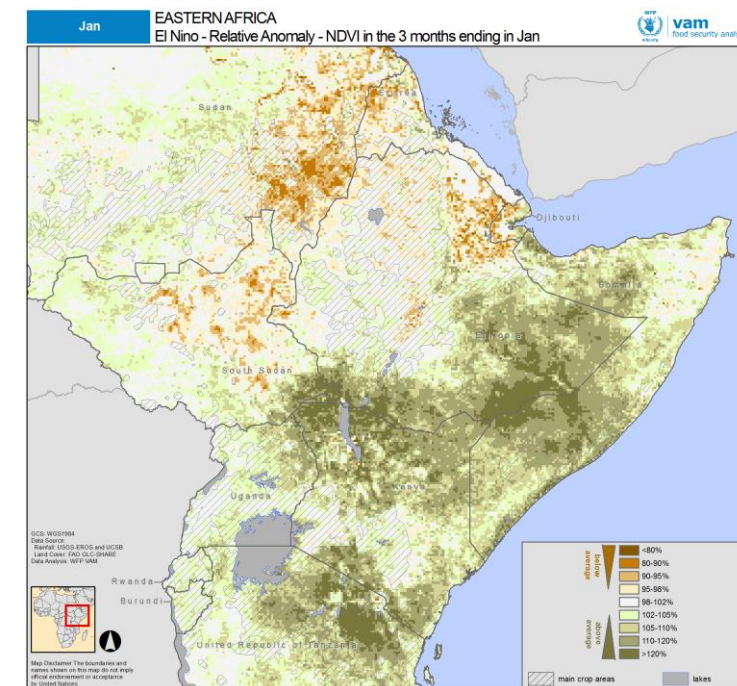 Jan
EASTERN AFRICA
El Nino - Relative Anomaly - NDVI in the 3 months ending in Jan
WFP
wfp.org
vam
food security analy
Sudan
Eritrea
Djibouti
Somalia
Ethiopia
South Sudan
Uganda
Kenya
GCS: WGS1984
Data Source:
Rainfall: USGS-EROS and UCSB
Land Cover: FAO GLC-SHARE
Data Analysis: WFP VAM
Rwanda
Burundi
United Republic of Tanzania
Map Disclaimer: The boundaries and
names shown on this map do not imply
official endorsement or acceptance
by United Nations.
below
average
above
average
<80%
80-90%
90-95%
95-98%
98-102%
102-105%
105-110%
110-120%
>120%
main crop areas
lakes